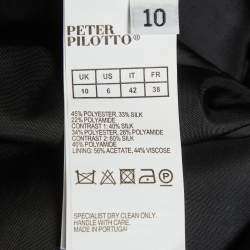 10
PETER
PILOTTO®
UK US IT FR
10 6 42 38
45% POLYESTER, 33% SILK
22% POLYAMIDE
CONTRAST 1: 40% SILK
34% POLYESTER, 26% POLYAMIDE
CONTRAST 2: 60% SILK
40% POLYAMIDE
LINING: 56% ACETATE, 44% VISCOSE
P
SPECIALIST DRY CLEAN ONLY.
HANDLE WITH CARE.
MADE IN PORTUGAL